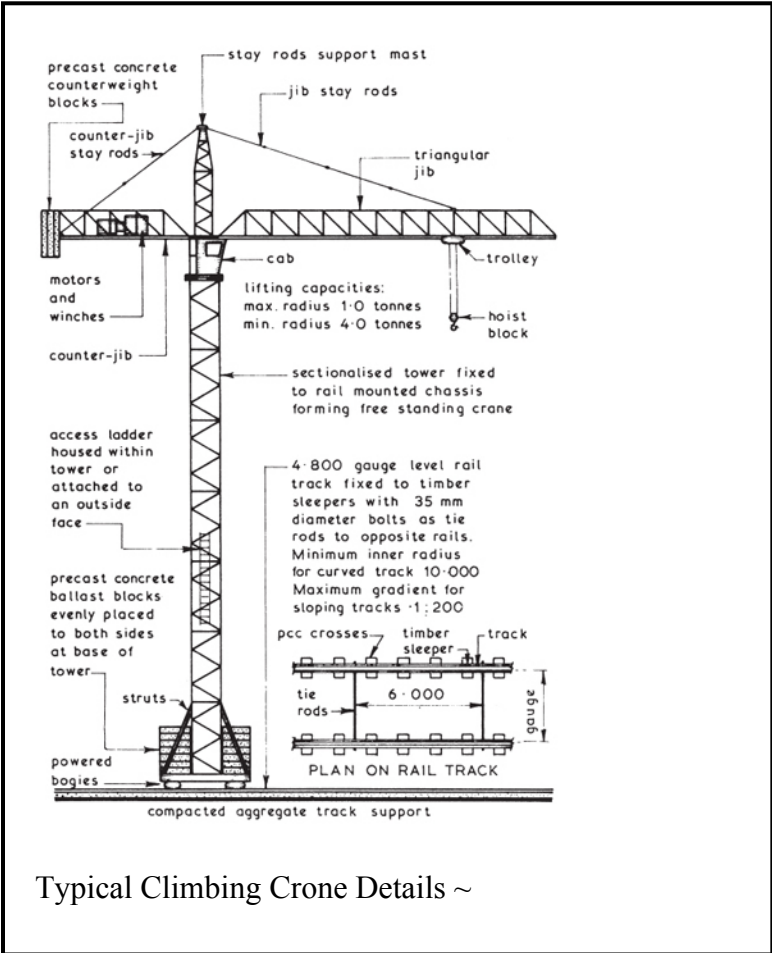 stay rods support mast
precast concrete
counterweight
blocks
jib stay rods
counter-jib
stay rods
triangular
jib
cab
trolley
motors
and
winches
lifting capacities:
max. radius 1·0 tonnes
min. radius 4·0 tonnes
hoist
block
counter-jib
sectionalised tower fixed
to rail mounted chassis
forming free standing crane
access ladder
housed within
tower or
attached to
an outside
face
4·800 gauge level rail
track fixed to timber
sleepers with 35 mm
diameter bolts as tie
rods to opposite rails.
Minimum inner radius
for curved track 10·000
Maximum gradient for
sloping tracks ·1:200
precast concrete
ballast blocks
evenly placed
to both sides
at base of
tower
pcc crosses
timber
sleeper
track
struts
tie
rods
6·000
gauge
powered
bogies
PLAN ON RAIL TRACK
compacted aggregate track support
Typical Climbing Crone Details ~